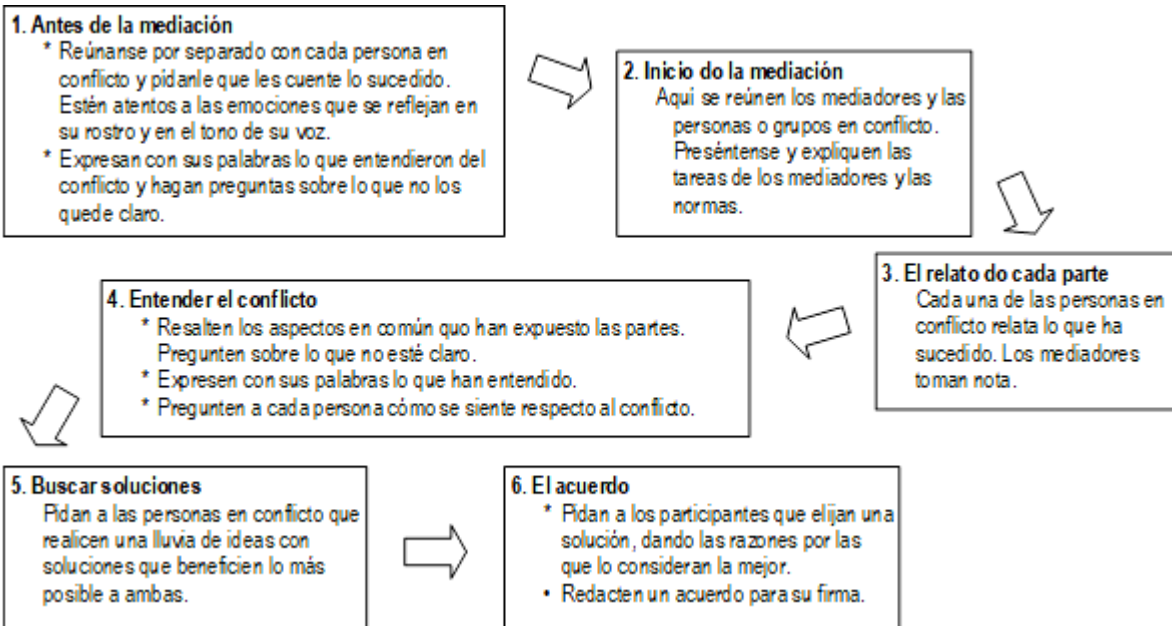 1. Antes de la mediación
* Reúnanse por separado con cada persona en
conflicto y pidanle que les cuente lo sucedido.
Estén atentos a las emociones que se reflejan en
su rostro y en el tono de su voz.
* Expresan con sus palabras lo que entendieron del
conflicto y hagan preguntas sobre lo que no los
quede claro.
2. Inicio do la mediación
Aquí se reúnen los mediadores y las
personas o grupos en conflicto.
Preséntense y expliquen las
tareas de los mediadores y las
normas.
3. El relato do cada parte
Cada una de las personas en
conflicto relata lo que ha
sucedido. Los mediadores
toman nota.
4. Entender el conflicto
* Resalten los aspectos en común quo han expuesto las partes.
Pregunten sobre lo que no esté claro.
* Expresen con sus palabras lo que han entendido.
* Pregunten a cada persona cómo se siente respecto al conflicto.
5. Buscar soluciones
Pidan a las personas en conflicto que
realicen una lluvia de ideas con
soluciones que beneficien lo más
posible a ambas.
6. El acuerdo
* Pidan a los participantes que elijan una
solución, dando las razones por las
que lo consideran la mejor.
• Redacten un acuerdo para su firma.